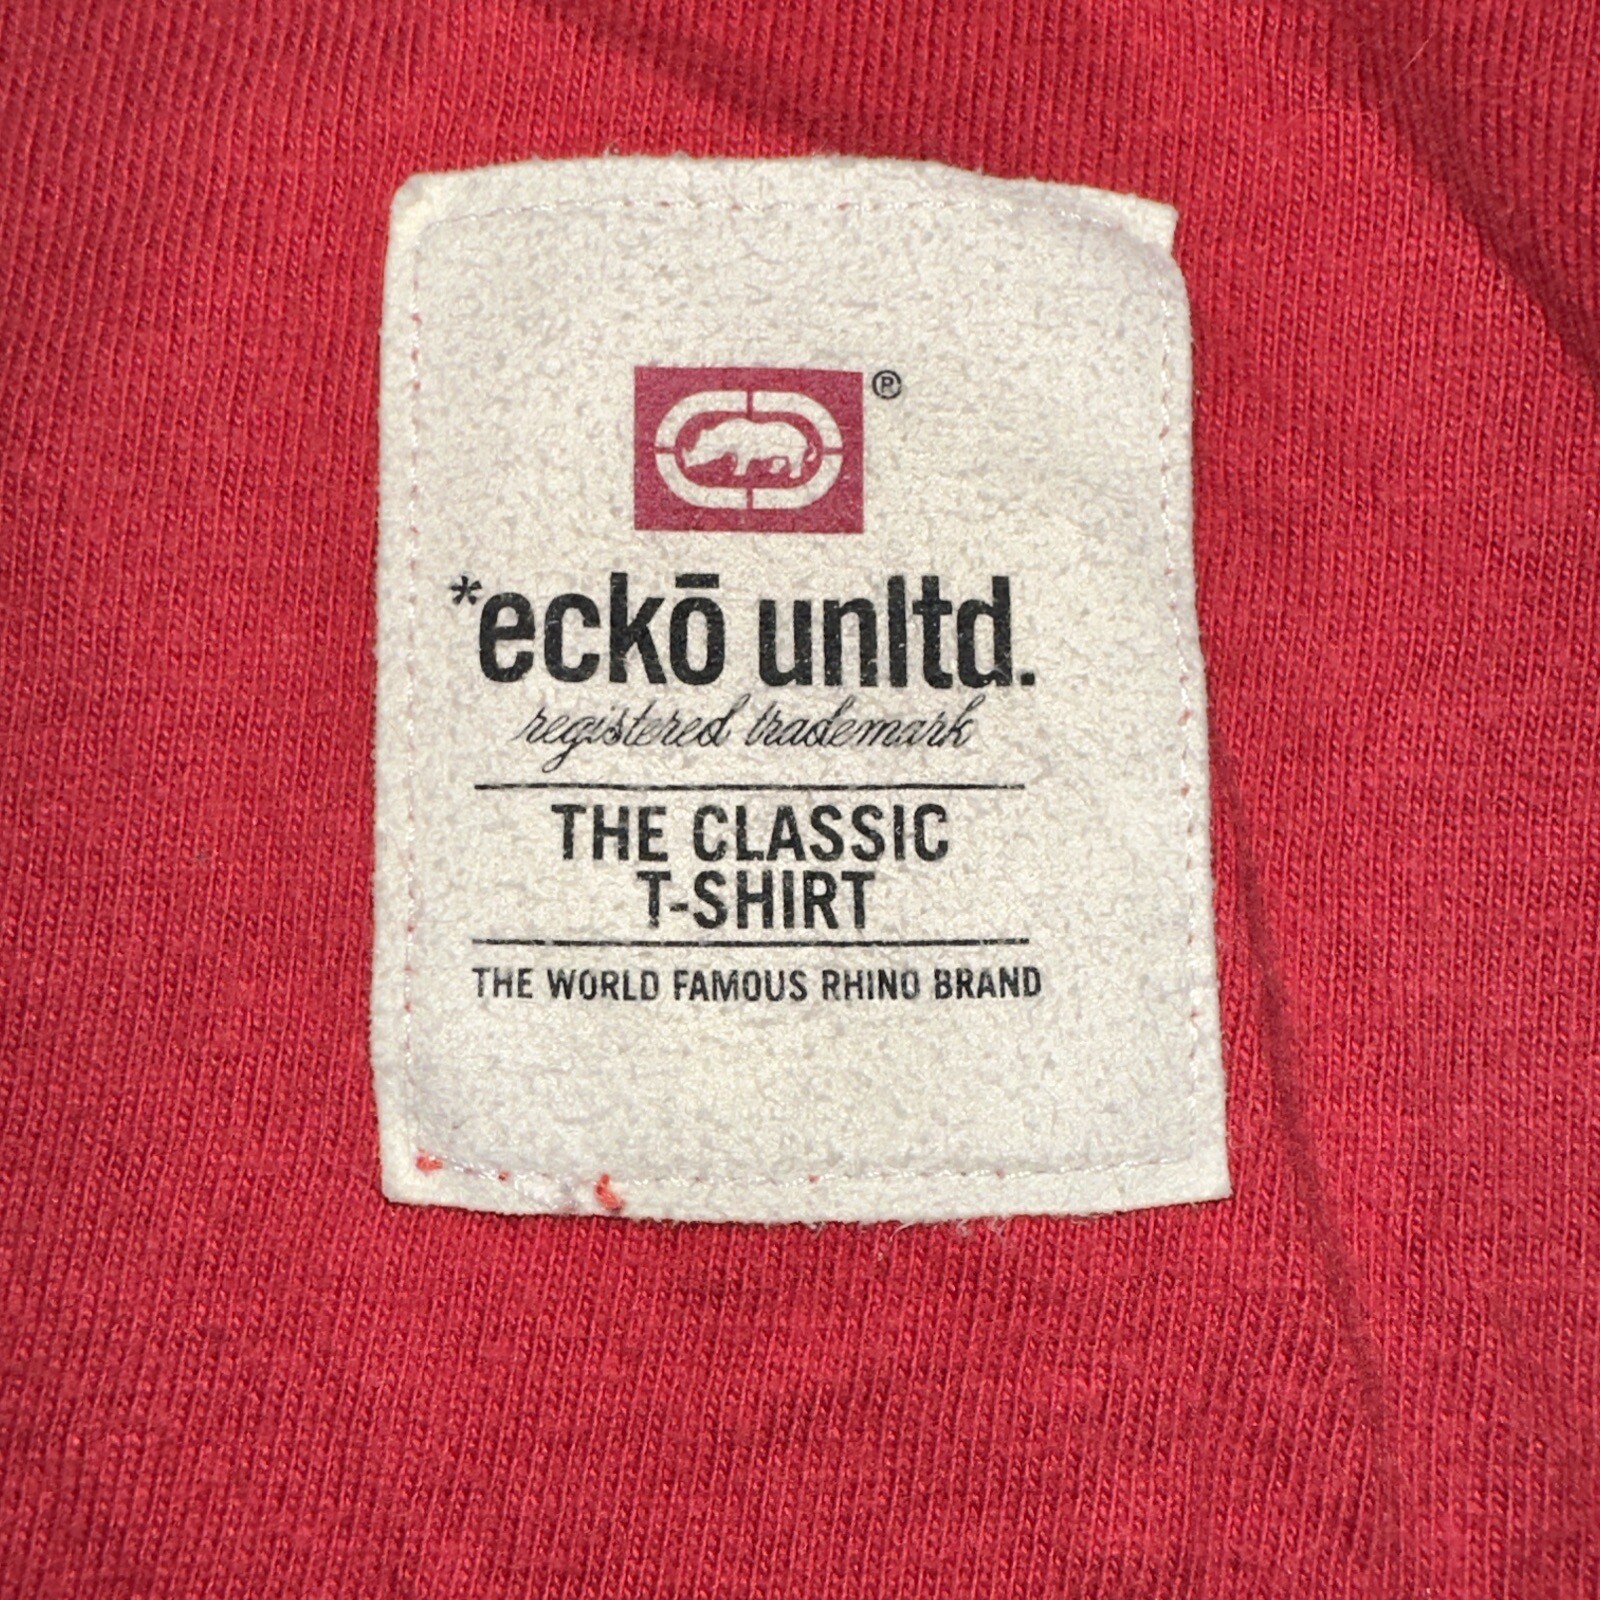 ®
*eckō unltd.
registered trademark
THE CLASSIC
T-SHIRT
THE WORLD FAMOUS RHINO BRAND